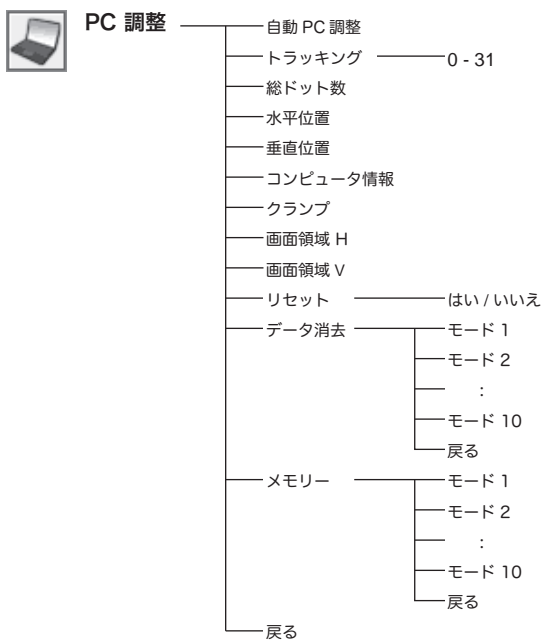 PC 調整
自動 PC 調整
トラッキング 0 - 31
総ドット数
水平位置
垂直位置
コンピュータ情報
クランプ
画面領域 H
画面領域 V
リセット はい / いいえ
データ消去 モード 1
モード 2
:
モード 10
戻る
メモリー モード 1
モード 2
:
モード 10
戻る
戻る